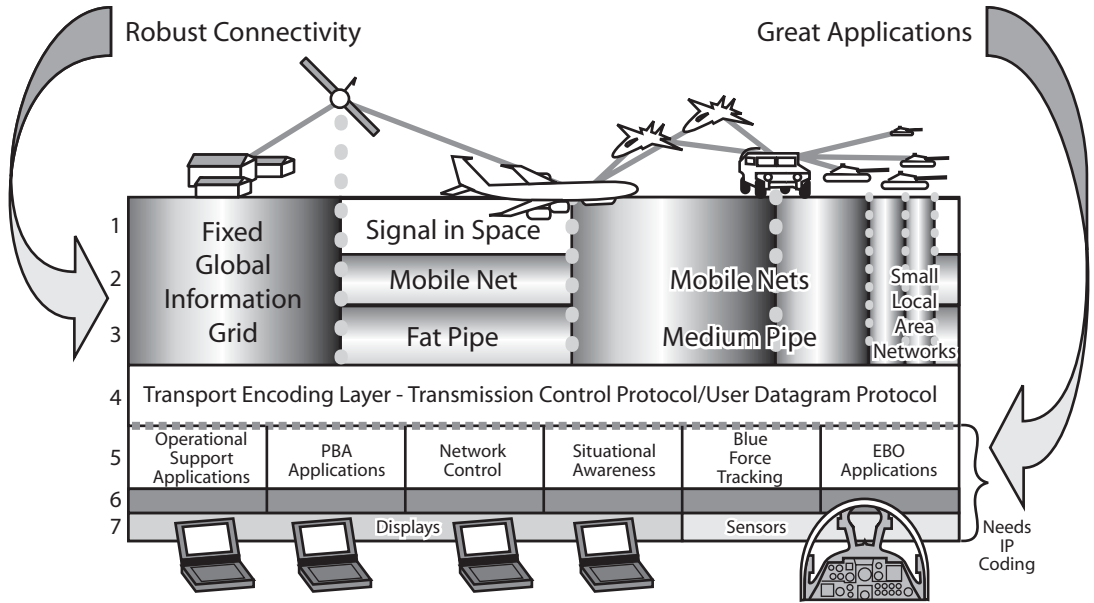 Robust Connectivity
Great Applications
1
2
3
4
5
6
7
Fixed
Global
Information
Grid
Signal in Space
Mobile Net
Fat Pipe
Mobile Nets
Medium Pipe
Small
Local
Area
Networks
Transport Encoding Layer - Transmission Control Protocol/User Datagram Protocol
Operational
Support
Applications
PBA
Applications
Network
Control
Situational
Awareness
Blue
Force
Tracking
EBO
Applications
Displays
Sensors
Needs
IP
Coding